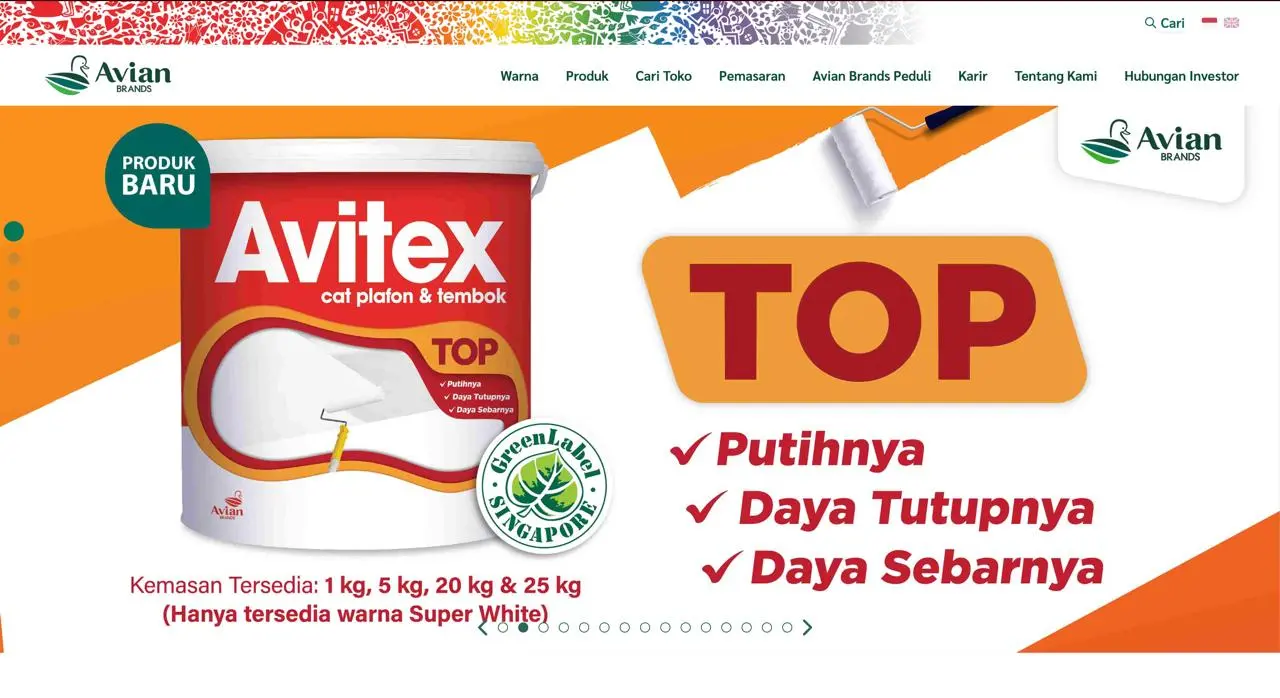 Cari
Avian
BRANDS
Warna
Produk
Cari Toko
Pemasaran
Avian Brands Peduli
Karir
Tentang Kami
Hubungan Investor
PRODUK
BARU
Avian
BRANDS
Avitex
cat plafon & tembok
TOP
✓ Putihnya
✓ Daya Tutupnya
✓ Daya Sebarnya
GreenLabel
· SINGAPORE ·
Avian
BRANDS
TOP
✓ Putihnya
✓ Daya Tutupnya
✓ Daya Sebarnya
Kemasan Tersedia: 1 kg, 5 kg, 20 kg & 25 kg
(Hanya tersedia warna Super White)